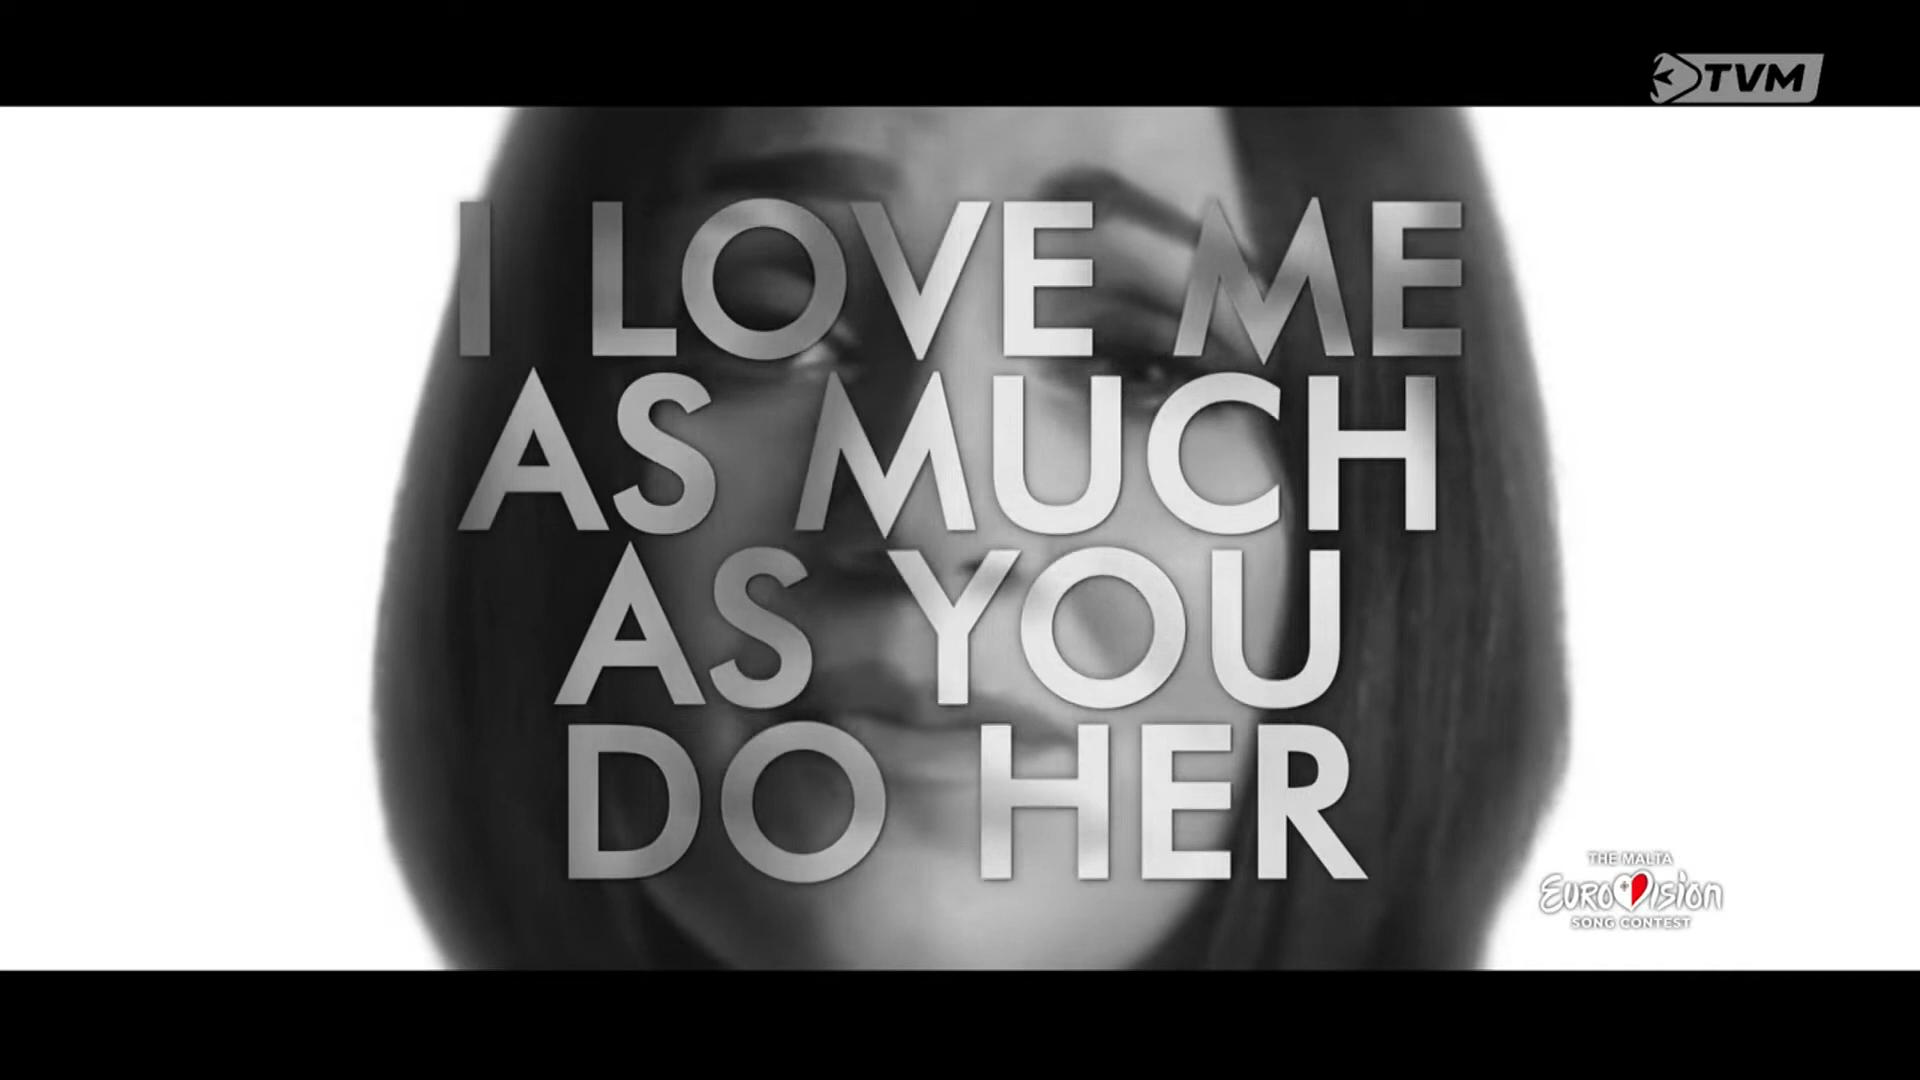 TVM
I LOVE ME
AS MUCH
AS YOU
DO HER
THE MALTA
EUROVISION
SONG CONTEST